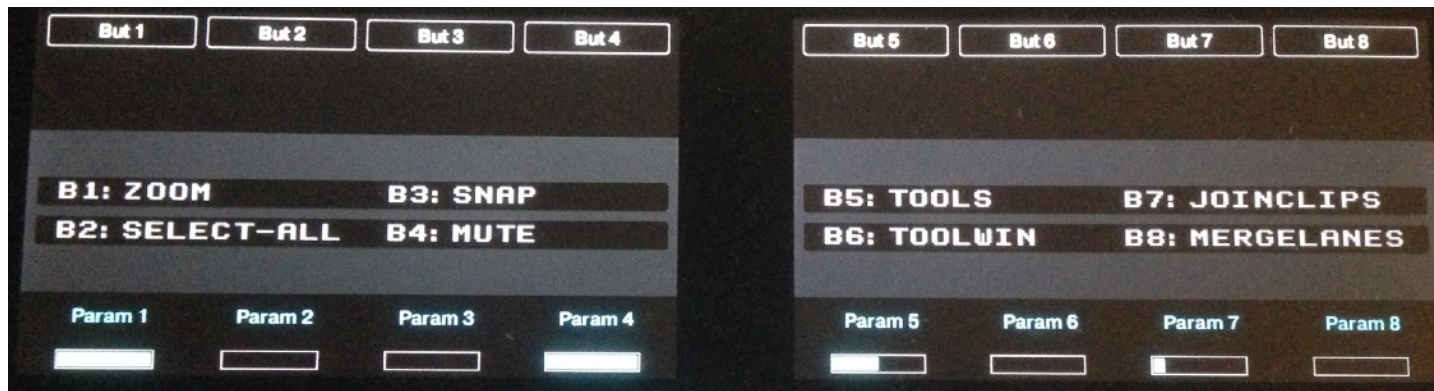 But 1 But 2 But 3 But 4
B1: ZOOM B3: SNAP
B2: SELECT-ALL B4: MUTE
Param 1 Param 2 Param 3 Param 4
But 5 But 6 But 7 But 8
B5: TOOLS B7: JOINCLIPS
B6: TOOLWIN B8: MERGELANES
Param 5 Param 6 Param 7 Param 8